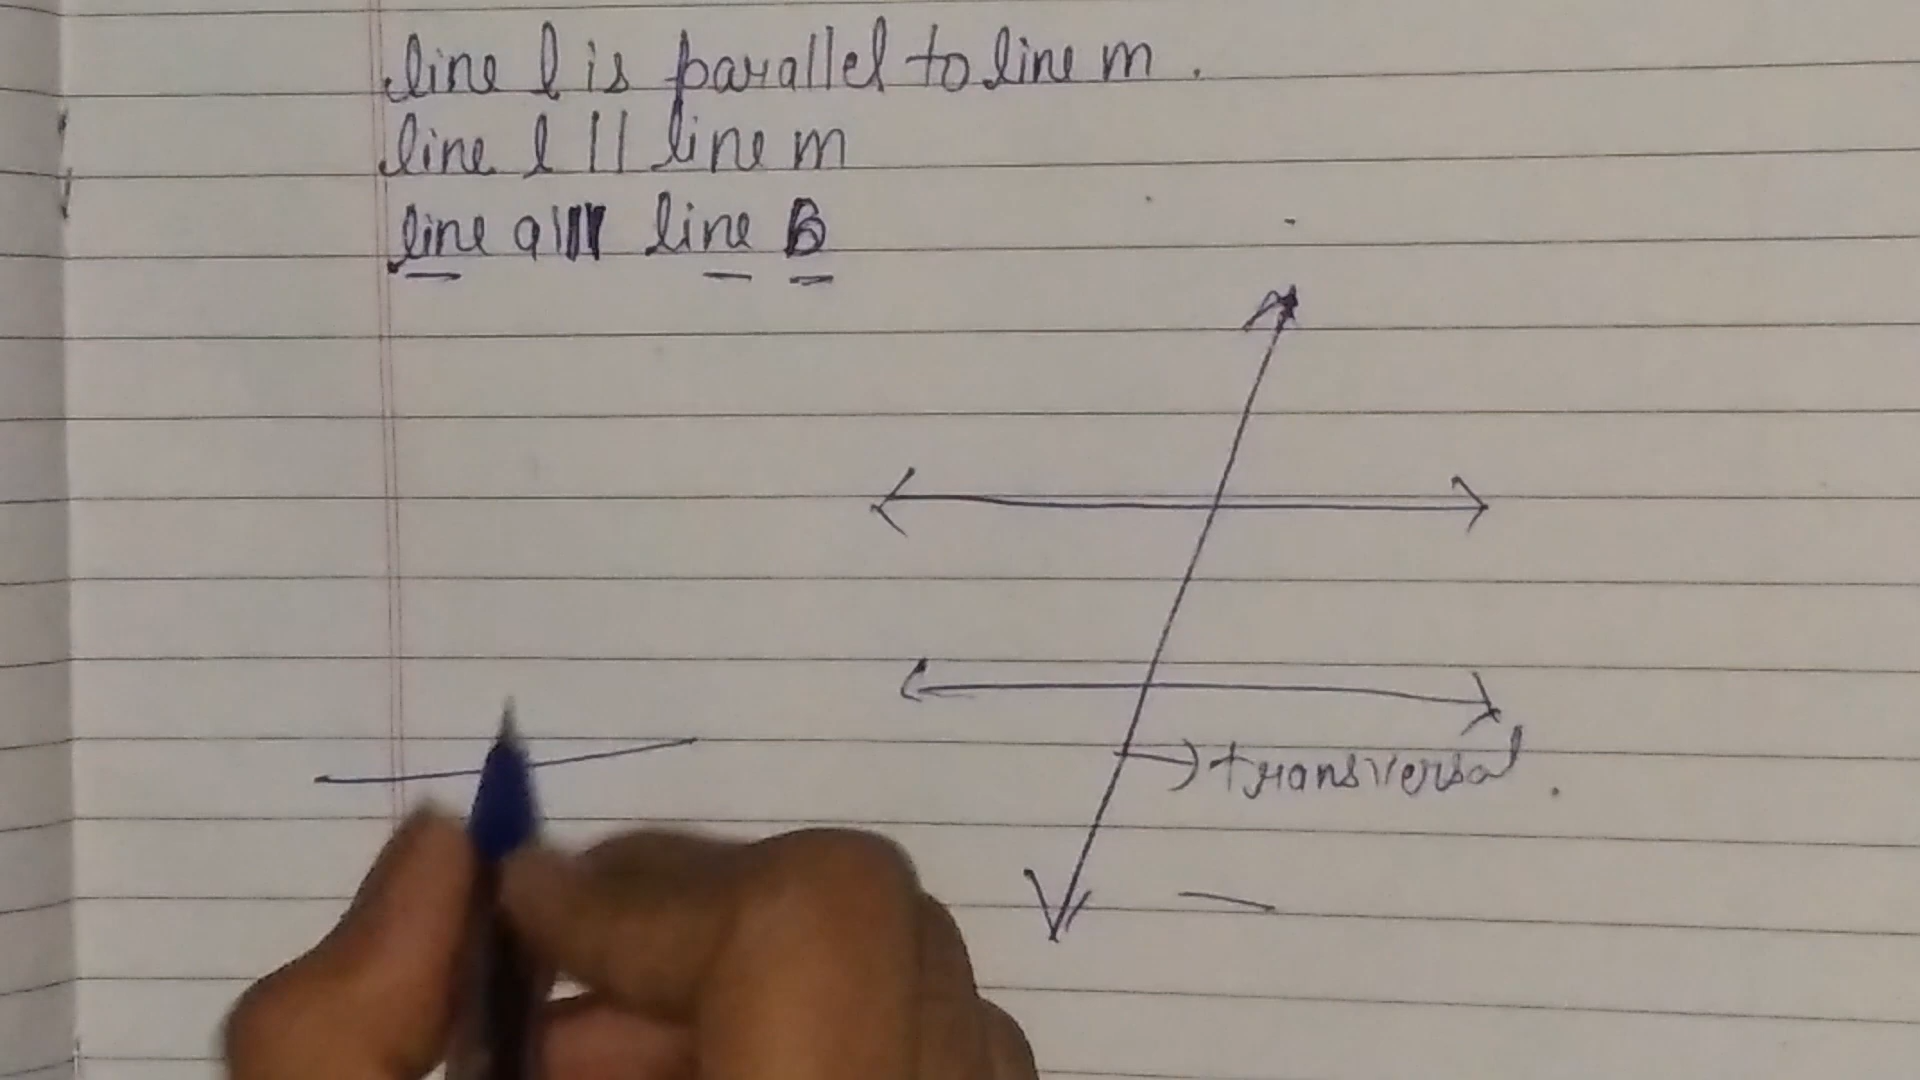 line l is parallel to line m .
line l || line m
line a || line B
→ transversal .